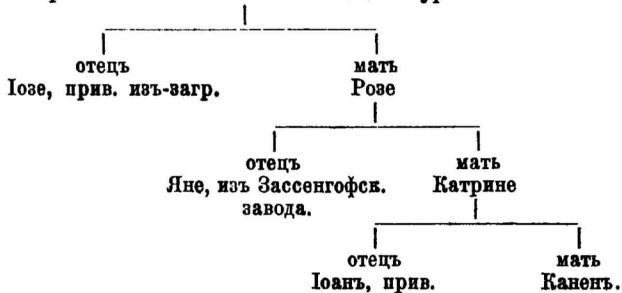 отецъ мать
Іозе, прив. изъ-загр. Розе
отецъ мать
Яне, изъ Зассенгофск. Катрине
завода.
отецъ мать
Іоанъ, прив. Каненъ.